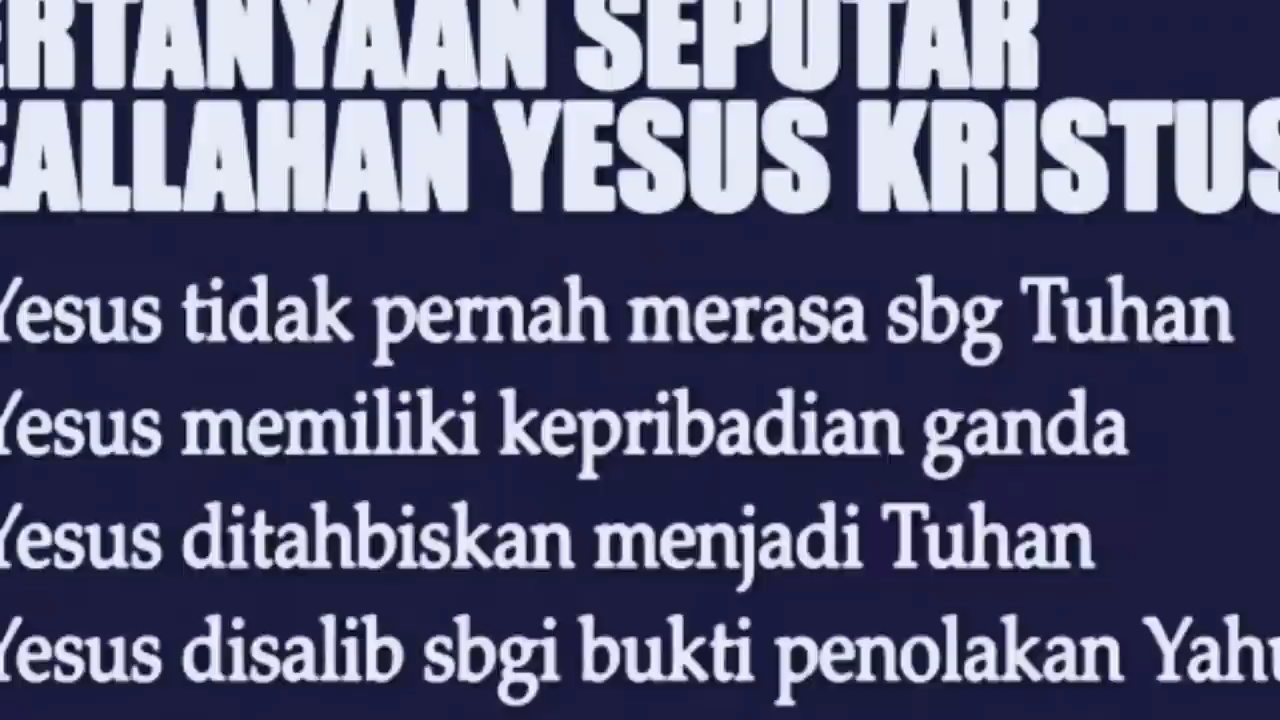 ERTANYAAN SEPUTAR
EALLAHAN YESUS KRISTUS
Yesus tidak pernah merasa sbg Tuhan
Yesus memiliki kepribadian ganda
Yesus ditahbiskan menjadi Tuhan
Yesus disalib sbgi bukti penolakan